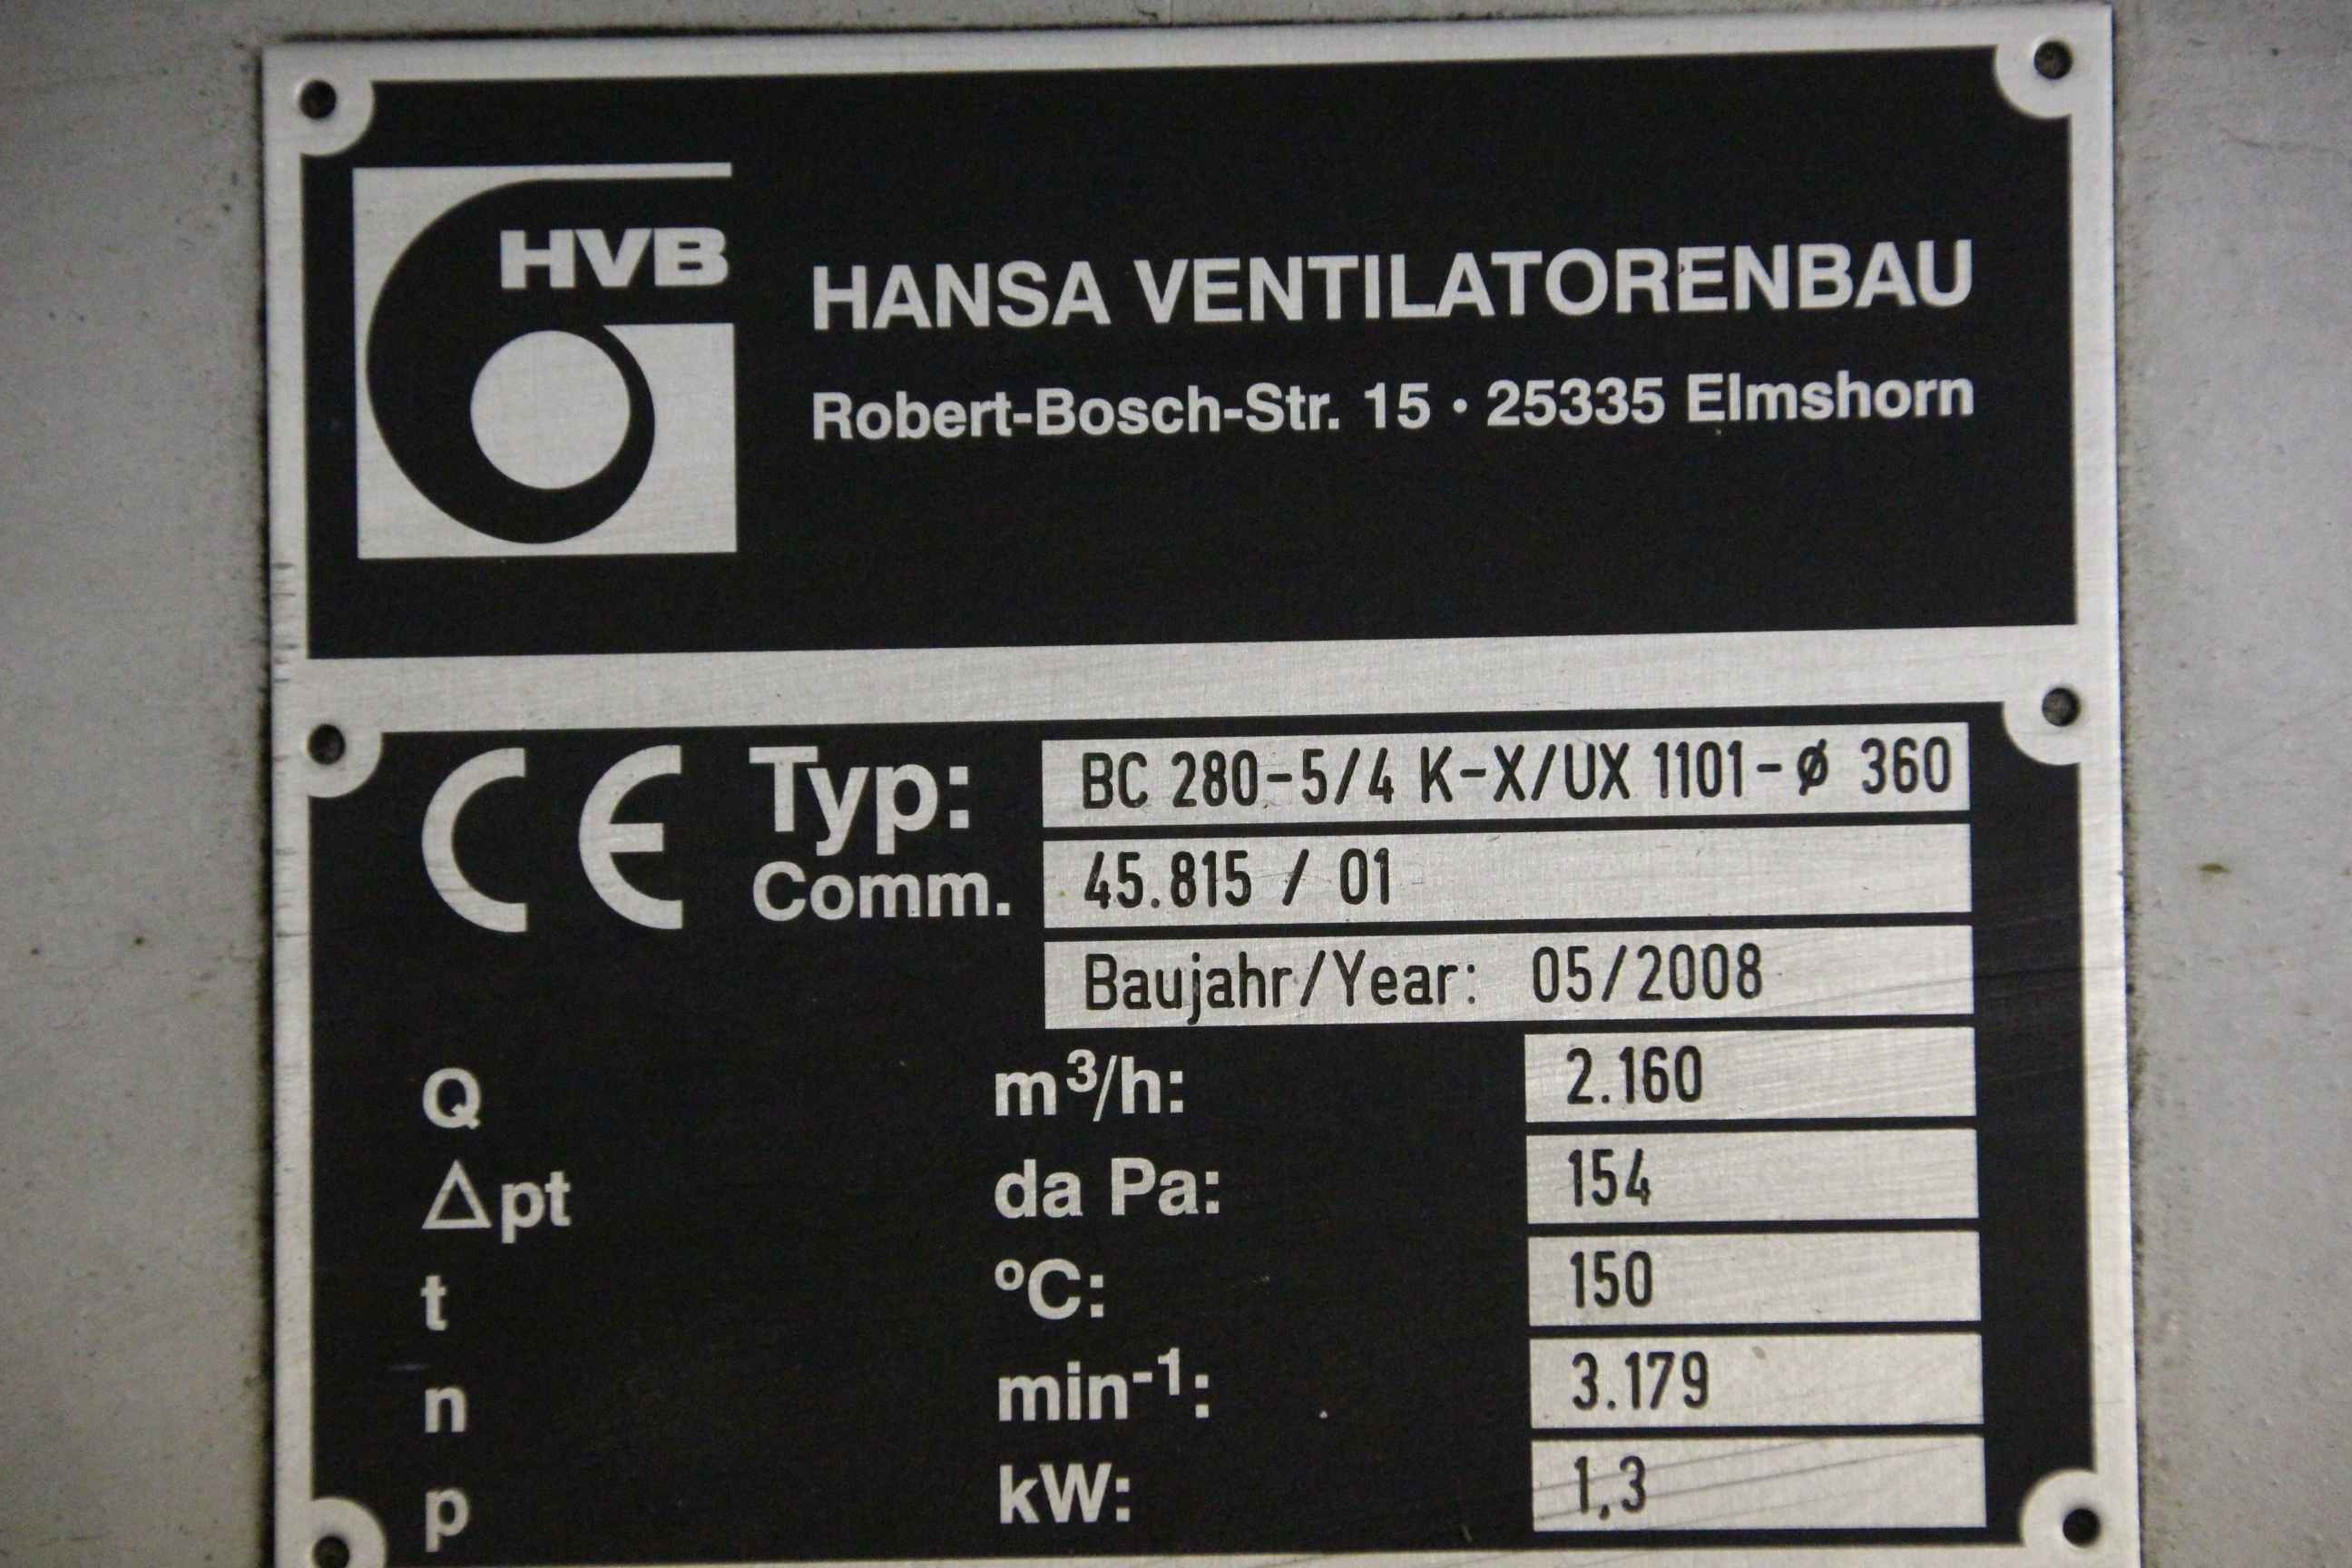 HVB
HANSA VENTILATORENBAU
Robert-Bosch-Str. 15 · 25335 Elmshorn
CE Typ: BC 280-5/4 K-X/UX 1101-ø 360
Comm. 45.815 / 01
Baujahr/Year: 05/2008
Q m³/h: 2.160
Δpt da Pa: 154
t ºC: 150
n min⁻¹: 3.179
p kW: 1,3